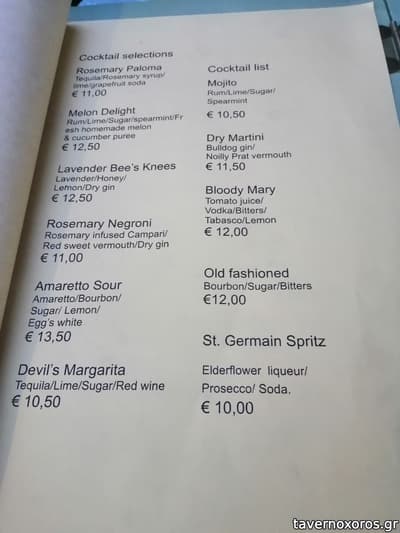 Cocktail selections
Rosemary Paloma
Tequila/Rosemary syrup/
lime/grapefruit soda
€ 11,00
Melon Delight
Rum/Lime/Sugar/spearmint/Fr
esh homemade melon
& cucumber puree
€ 12,50
Lavender Bee's Knees
Lavender/Honey/
Lemon/Dry gin
€ 12,50
Rosemary Negroni
Rosemary infused Campari/
Red sweet vermouth/Dry gin
€ 11,00
Amaretto Sour
Amaretto/Bourbon/
Sugar/ Lemon/
Egg's white
€ 13,50
Devil's Margarita
Tequila/Lime/Sugar/Red wine
€ 10,50
Cocktail list
Mojito
Rum/Lime/Sugar/
Spearmint
€ 10,50
Dry Martini
Bulldog gin/
Noilly Prat vermouth
€ 11,50
Bloody Mary
Tomato juice/
Vodka/Bitters/
Tabasco/Lemon
€ 12,00
Old fashioned
Bourbon/Sugar/Bitters
€12,00
St. Germain Spritz
Elderflower liqueur/
Prosecco/ Soda.
€ 10,00
tavernoxoros.gr